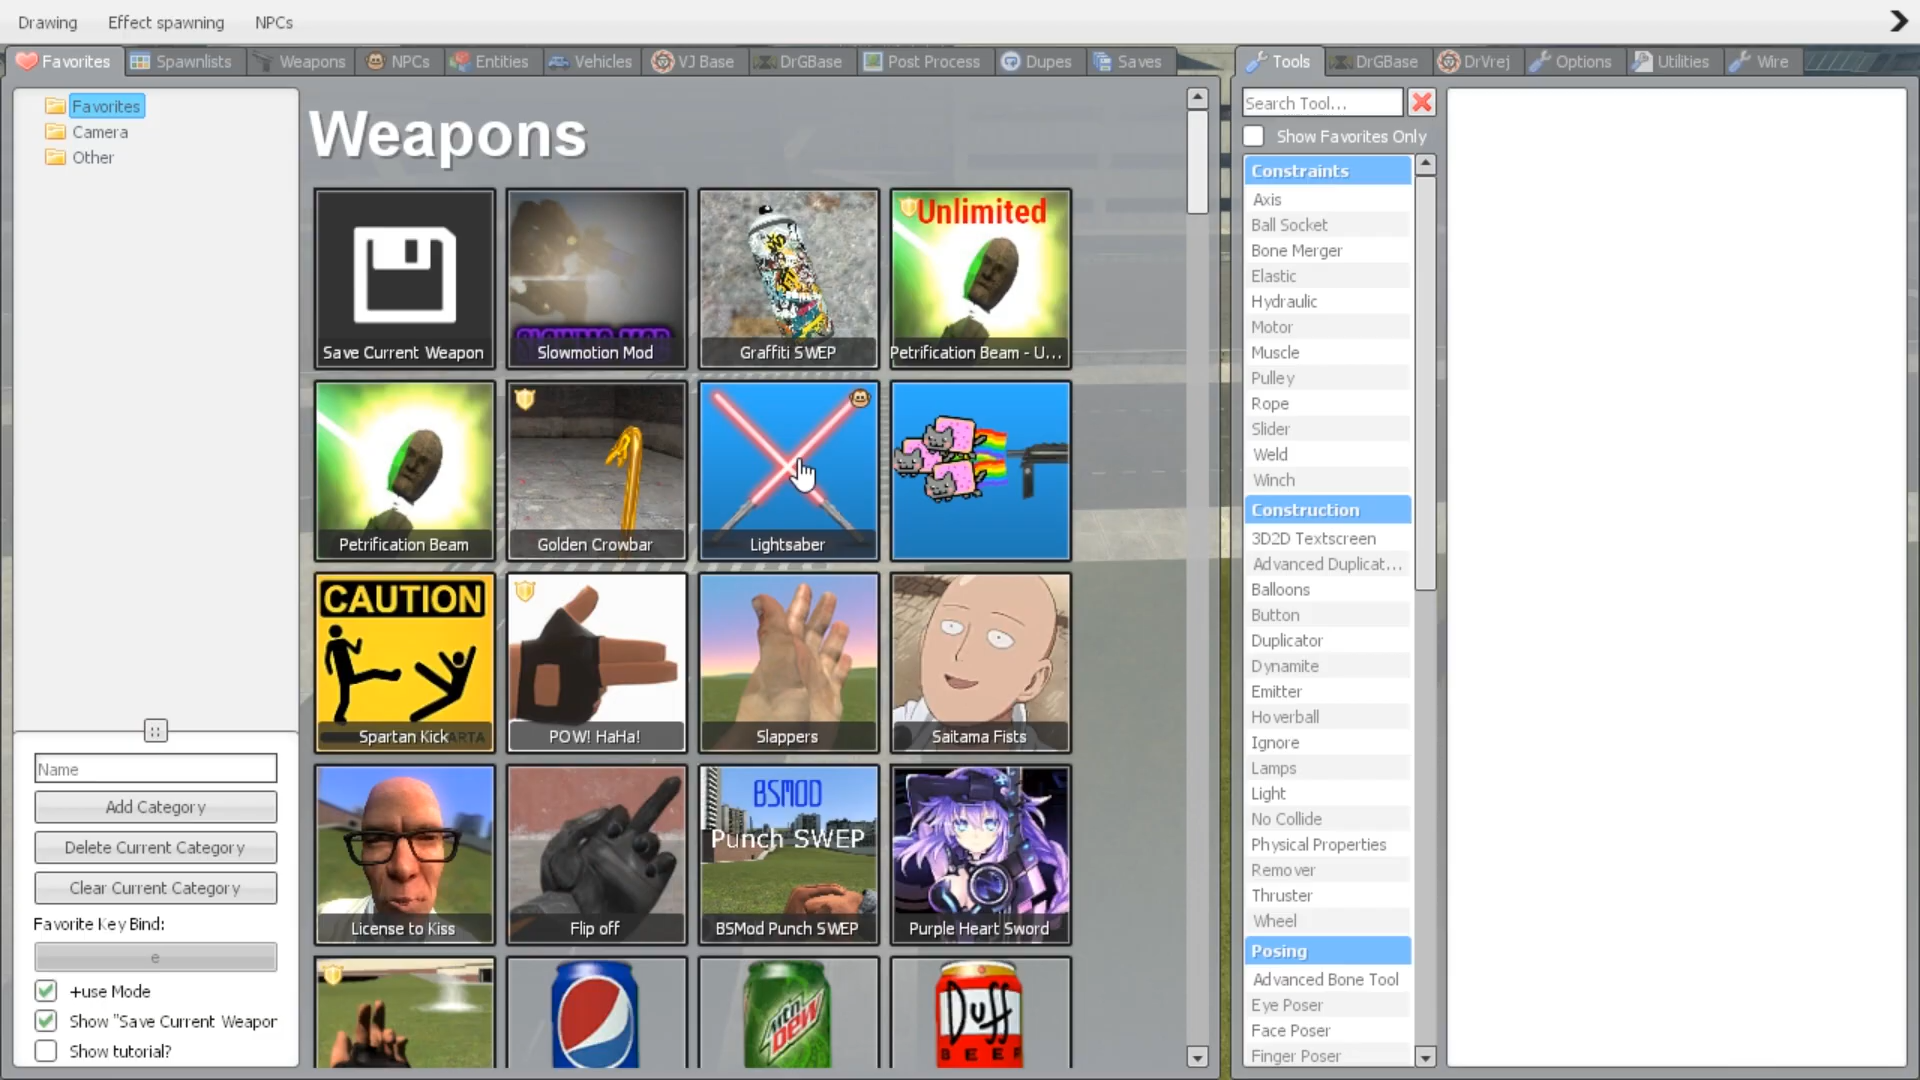 Drawing Effect spawning NPCs
Favorites Spawnlists Weapons NPCs Entities Vehicles VJ Base DrGBase Post Process Dupes Saves
Tools DrGBase DrVrej Options Utilities Wire
Favorites
Camera
Other
Name
Add Category
Delete Current Category
Clear Current Category
Favorite Key Bind:
e
+use Mode
Show "Save Current Weapor
Show tutorial?
Weapons
Save Current Weapon
Slowmotion Mod
Graffiti SWEP
Unlimited
Petrification Beam - U...
Petrification Beam
Golden Crowbar
Lightsaber
CAUTION
Spartan Kick
POW! HaHa!
Slappers
Saitama Fists
License to Kiss
Flip off
BSMOD
Punch SWEP
BSMod Punch SWEP
Purple Heart Sword
mtn
DEW
Duff
BEER
Search Tool...
Show Favorites Only
Constraints
Axis
Ball Socket
Bone Merger
Elastic
Hydraulic
Motor
Muscle
Pulley
Rope
Slider
Weld
Winch
Construction
3D2D Textscreen
Advanced Duplicat...
Balloons
Button
Duplicator
Dynamite
Emitter
Hoverball
Ignore
Lamps
Light
No Collide
Physical Properties
Remover
Thruster
Wheel
Posing
Advanced Bone Tool
Eye Poser
Face Poser
Finger Poser